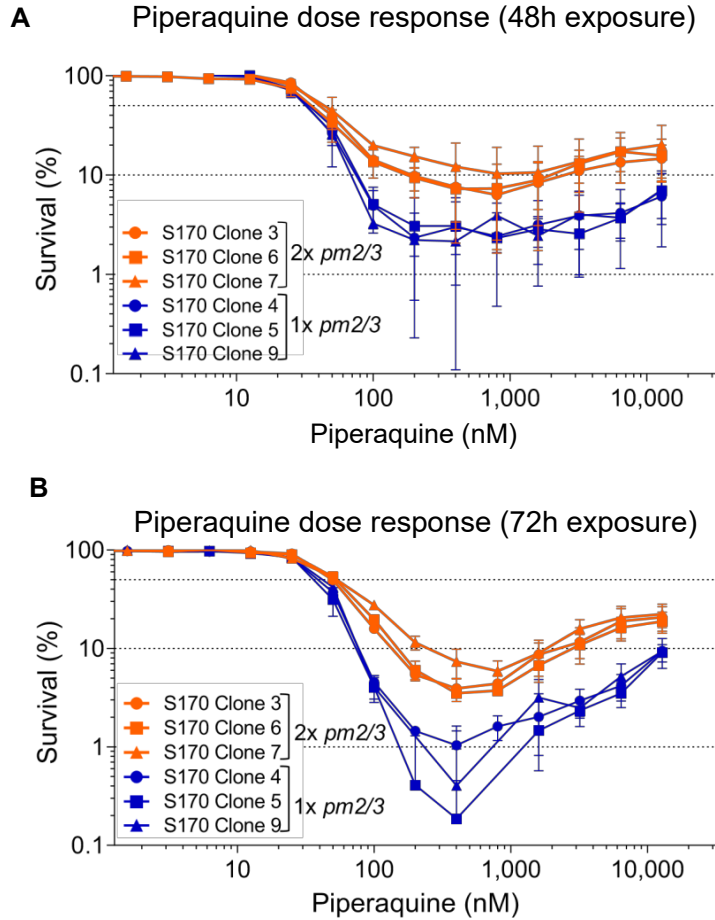 A
Piperaquine dose response (48h exposure)
Survival (%)
100
10
1
0.1
S170 Clone 3
S170 Clone 6
S170 Clone 7
S170 Clone 4
S170 Clone 5
S170 Clone 9
2x pm2/3
1x pm2/3
10
100
1,000
10,000
Piperaquine (nM)
B
Piperaquine dose response (72h exposure)
Survival (%)
100
10
1
0.1
S170 Clone 3
S170 Clone 6
S170 Clone 7
S170 Clone 4
S170 Clone 5
S170 Clone 9
2x pm2/3
1x pm2/3
10
100
1,000
10,000
Piperaquine (nM)